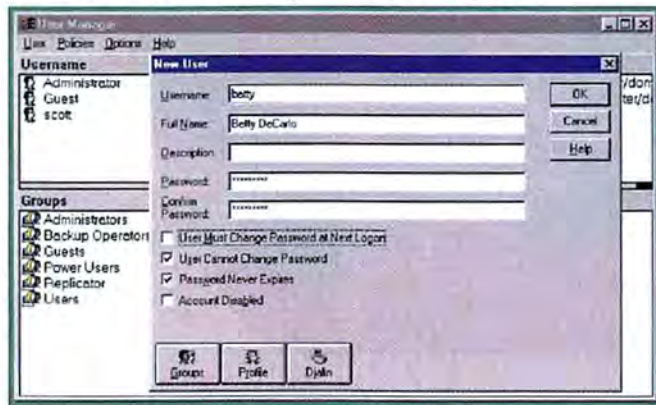 User Manager
User Policies Options Help
Username
Administrator
Guest
scott
/dom
ter/d
Groups
Administrators
Backup Operators
Guests
Power Users
Replicator
Users
New User
Username: betty
Full Name: Betty DeCarlo
Description:
Password: ********
Confirm Password: ********
User Must Change Password at Next Logon
User Cannot Change Password
Password Never Expires
Account Disabled
OK
Cancel
Help
Groups
Profile
Dialin